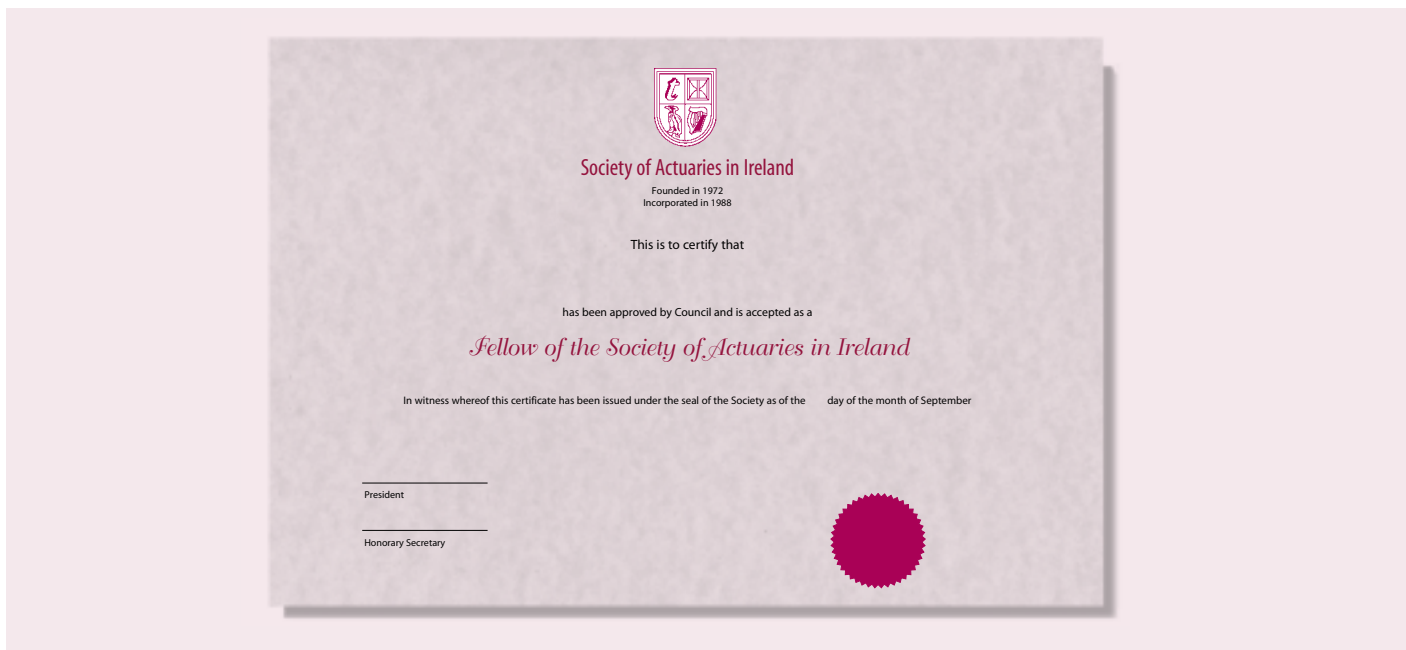 Society of Actuaries in Ireland
Founded in 1972
Incorporated in 1988
This is to certify that
has been approved by Council and is accepted as a
Fellow of the Society of Actuaries in Ireland
In witness whereof this certificate has been issued under the seal of the Society as of the day of the month of September
President
Honorary Secretary